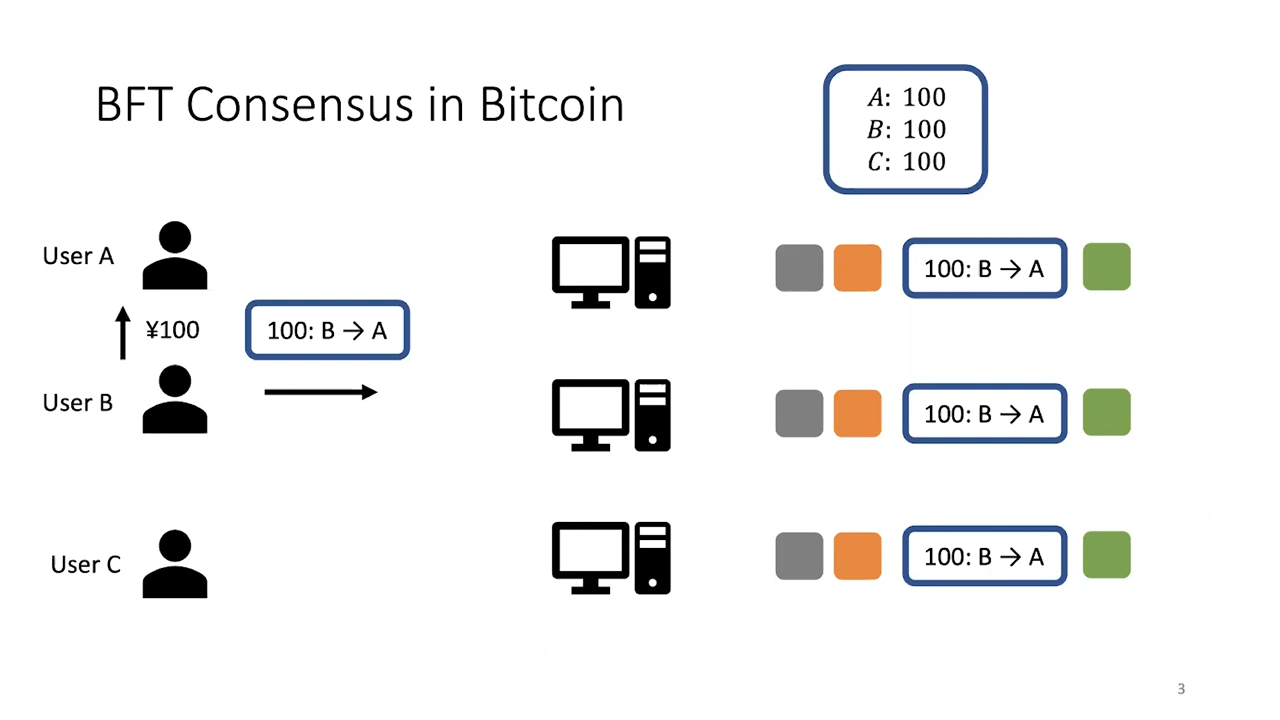 BFT Consensus in Bitcoin
A: 100
B: 100
C: 100
User A
100: B → A
¥100
100: B → A
User B
100: B → A
User C
100: B → A
3